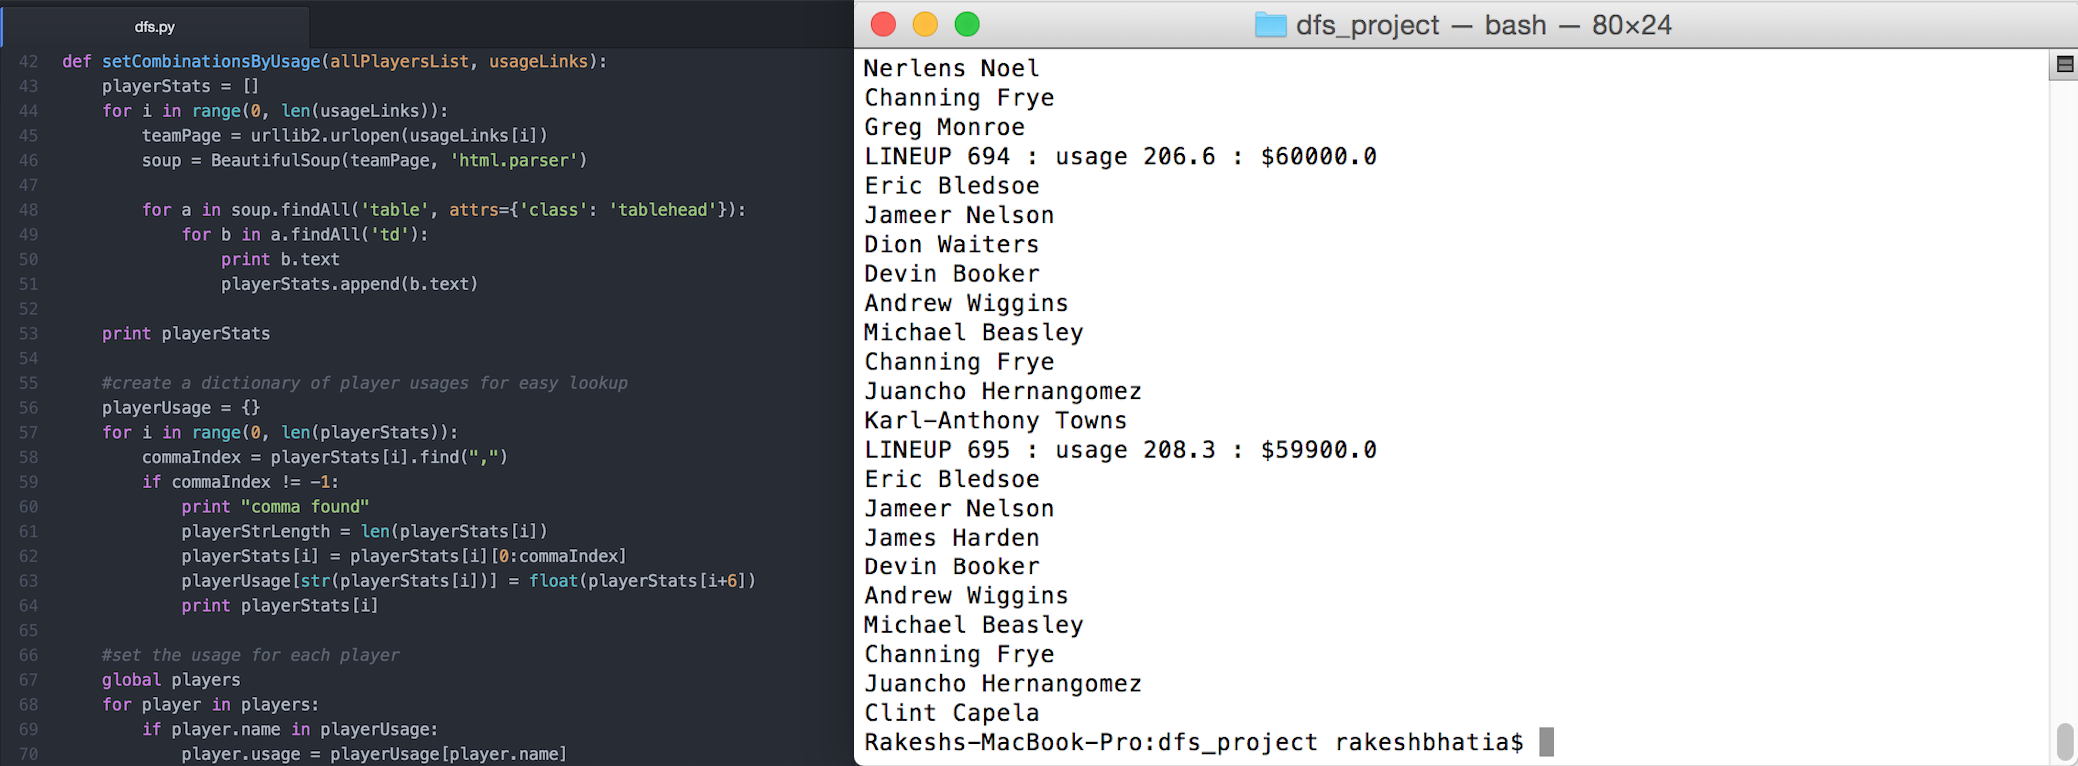 dfs.py
42 def setCombinationsByUsage(allPlayersList, usageLinks):
43     playerStats = []
44     for i in range(0, len(usageLinks)):
45         teamPage = urllib2.urlopen(usageLinks[i])
46         soup = BeautifulSoup(teamPage, 'html.parser')
47
48         for a in soup.findAll('table', attrs={'class': 'tablehead'}):
49             for b in a.findAll('td'):
50                 print b.text
51                 playerStats.append(b.text)
52
53     print playerStats
54
55     #create a dictionary of player usages for easy lookup
56     playerUsage = {}
57     for i in range(0, len(playerStats)):
58         commaIndex = playerStats[i].find(",")
59         if commaIndex != -1:
60             print "comma found"
61             playerStrLength = len(playerStats[i])
62             playerStats[i] = playerStats[i][0:commaIndex]
63             playerUsage[str(playerStats[i])] = float(playerStats[i+6])
64             print playerStats[i]
65
66     #set the usage for each player
67     global players
68     for player in players:
69         if player.name in playerUsage:
70             player.usage = playerUsage[player.name]
dfs_project — bash — 80×24
Nerlens Noel
Channing Frye
Greg Monroe
LINEUP 694 : usage 206.6 : $60000.0
Eric Bledsoe
Jameer Nelson
Dion Waiters
Devin Booker
Andrew Wiggins
Michael Beasley
Channing Frye
Juancho Hernangomez
Karl-Anthony Towns
LINEUP 695 : usage 208.3 : $59900.0
Eric Bledsoe
Jameer Nelson
James Harden
Devin Booker
Andrew Wiggins
Michael Beasley
Channing Frye
Juancho Hernangomez
Clint Capela
Rakeshs-MacBook-Pro:dfs_project rakeshbhatia$